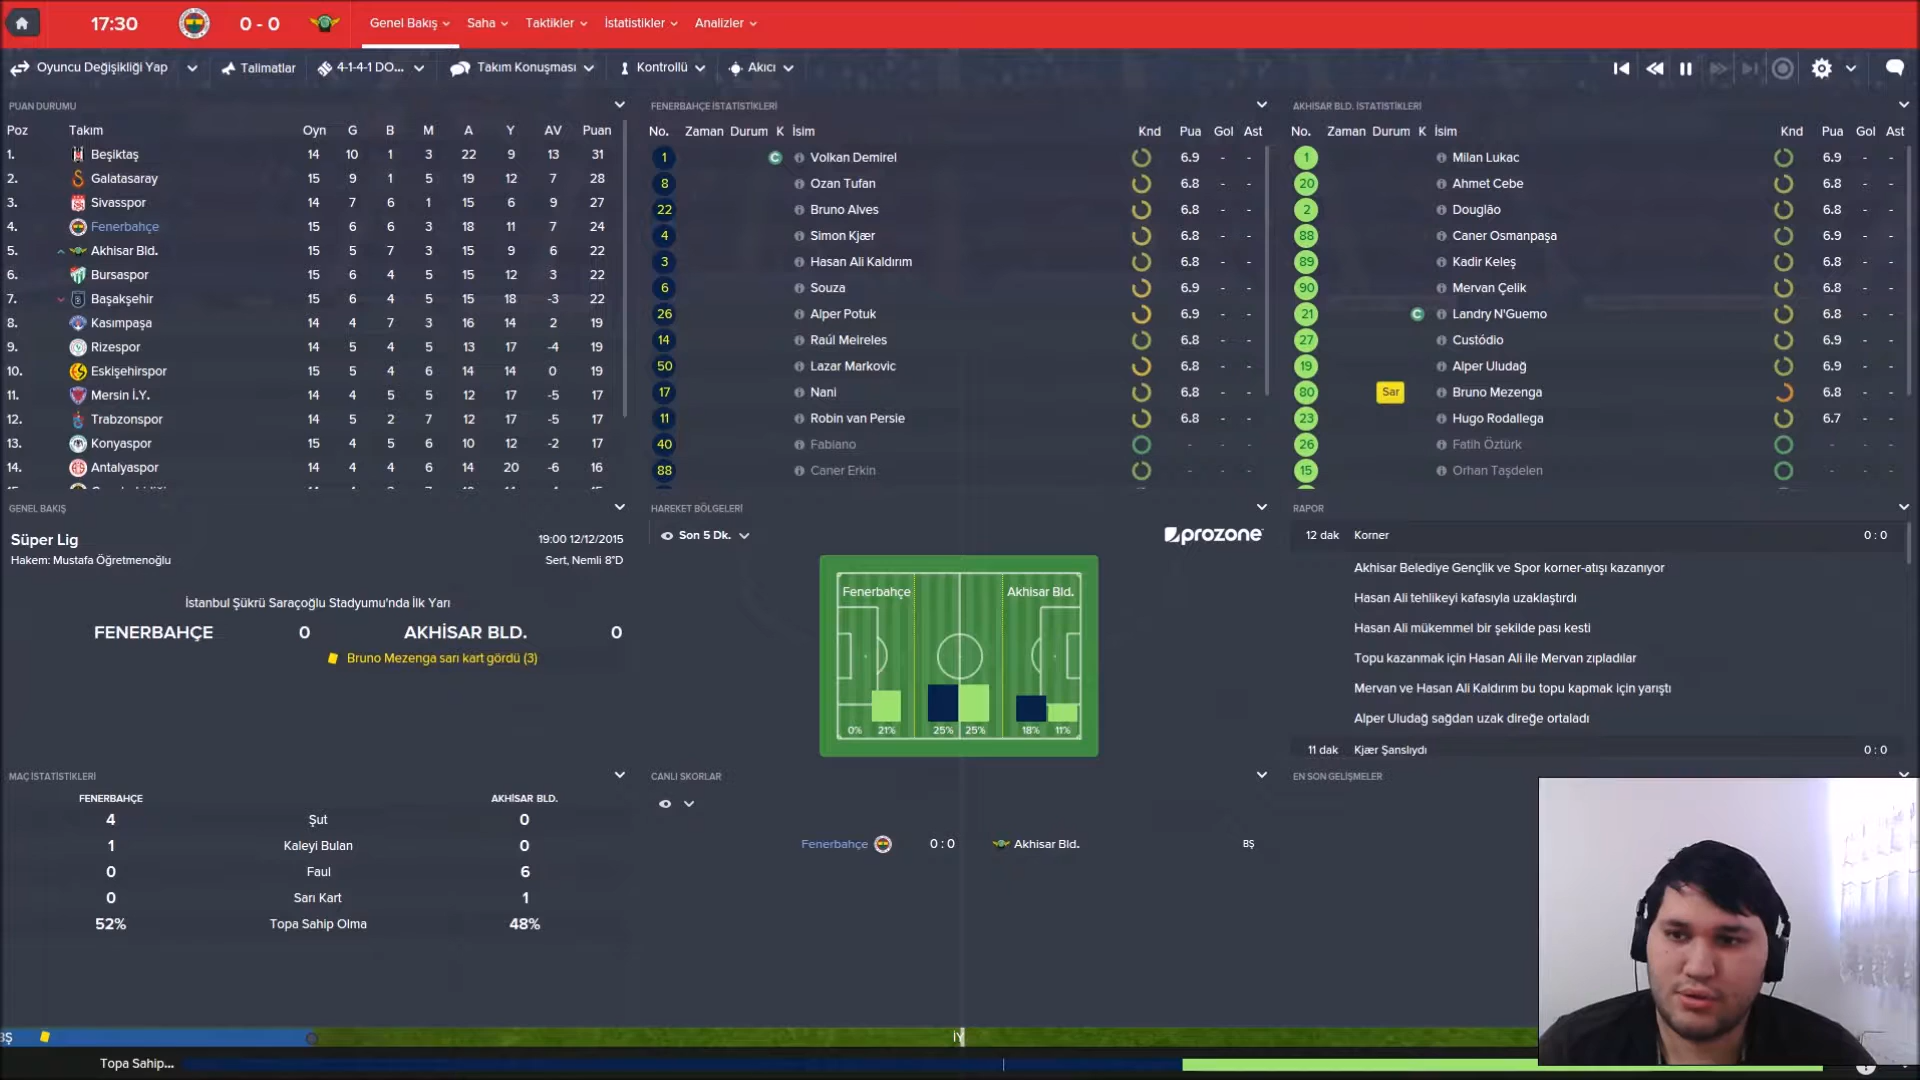 17:30 0 - 0 Genel Bakış Saha Taktikler İstatistikler Analizler
Oyuncu Değişikliği Yap Talimatlar 4-1-4-1 DO... Takım Konuşması Kontrollü Akıcı
PUAN DURUMU
Poz Takım Oyn G B M A Y AV Puan
1. Beşiktaş 14 10 1 3 22 9 13 31
2. Galatasaray 15 9 1 5 19 12 7 28
3. Sivasspor 14 7 6 1 15 6 9 27
4. Fenerbahçe 15 6 6 3 18 11 7 24
5. Akhisar Bld. 15 5 7 3 15 9 6 22
6. Bursaspor 15 6 4 5 15 12 3 22
7. Başakşehir 15 6 4 5 15 18 -3 22
8. Kasımpaşa 14 4 7 3 16 14 2 19
9. Rizespor 14 5 4 5 13 17 -4 19
10. Eskişehirspor 15 5 4 6 14 14 0 19
11. Mersin İ.Y. 14 4 5 5 12 17 -5 17
12. Trabzonspor 14 5 2 7 12 17 -5 17
13. Konyaspor 15 4 5 6 10 12 -2 17
14. Antalyaspor 14 4 4 6 14 20 -6 16
FENERBAHÇE İSTATİSTİKLERİ
No. Zaman Durum K İsim Knd Pua Gol Ast
1 C Volkan Demirel 6.9 - -
8 Ozan Tufan 6.8 - -
22 Bruno Alves 6.8 - -
4 Simon Kjær 6.8 - -
3 Hasan Ali Kaldırım 6.8 - -
6 Souza 6.9 - -
26 Alper Potuk 6.9 - -
14 Raúl Meireles 6.8 - -
50 Lazar Markovic 6.8 - -
17 Nani 6.8 - -
11 Robin van Persie 6.8 - -
40 Fabiano - - -
88 Caner Erkin - - -
AKHİSAR BLD. İSTATİSTİKLERİ
No. Zaman Durum K İsim Knd Pua Gol Ast
1 Milan Lukac 6.9 - -
20 Ahmet Cebe 6.8 - -
2 Douglão 6.8 - -
88 Caner Osmanpaşa 6.9 - -
89 Kadir Keleş 6.8 - -
90 Mervan Çelik 6.8 - -
21 C Landry N'Guemo 6.8 - -
27 Custódio 6.9 - -
19 Alper Uludağ 6.9 - -
80 Sar Bruno Mezenga 6.8 - -
23 Hugo Rodallega 6.7 - -
26 Fatih Öztürk - - -
15 Orhan Taşdelen - - -
GENEL BAKIŞ
Süper Lig 19:00 12/12/2015
Hakem: Mustafa Öğretmenoğlu Sert, Nemli 8°D
İstanbul Şükrü Saraçoğlu Stadyumu'nda İlk Yarı
FENERBAHÇE 0 AKHİSAR BLD. 0
Bruno Mezenga sarı kart gördü (3)
HAREKET BÖLGELERİ
Son 5 Dk. prozone
Fenerbahçe Akhisar Bld.
0% 21% 25% 25% 18% 11%
RAPOR
12 dak Korner 0 : 0
Akhisar Belediye Gençlik ve Spor korner-atışı kazanıyor
Hasan Ali tehlikeyi kafasıyla uzaklaştırdı
Hasan Ali mükemmel bir şekilde pası kesti
Topu kazanmak için Hasan Ali ile Mervan zıpladılar
Mervan ve Hasan Ali Kaldırım bu topu kapmak için yarıştı
Alper Uludağ sağdan uzak direğe ortaladı
11 dak Kjær Şanslıydı 0 : 0
MAÇ İSTATİSTİKLERİ
FENERBAHÇE AKHİSAR BLD.
4 Şut 0
1 Kaleyi Bulan 0
0 Faul 6
0 Sarı Kart 1
52% Topa Sahip Olma 48%
CANLI SKORLAR
Fenerbahçe 0 : 0 Akhisar Bld. BŞ
EN SON GELİŞMELER
BŞ İY
Topa Sahip...